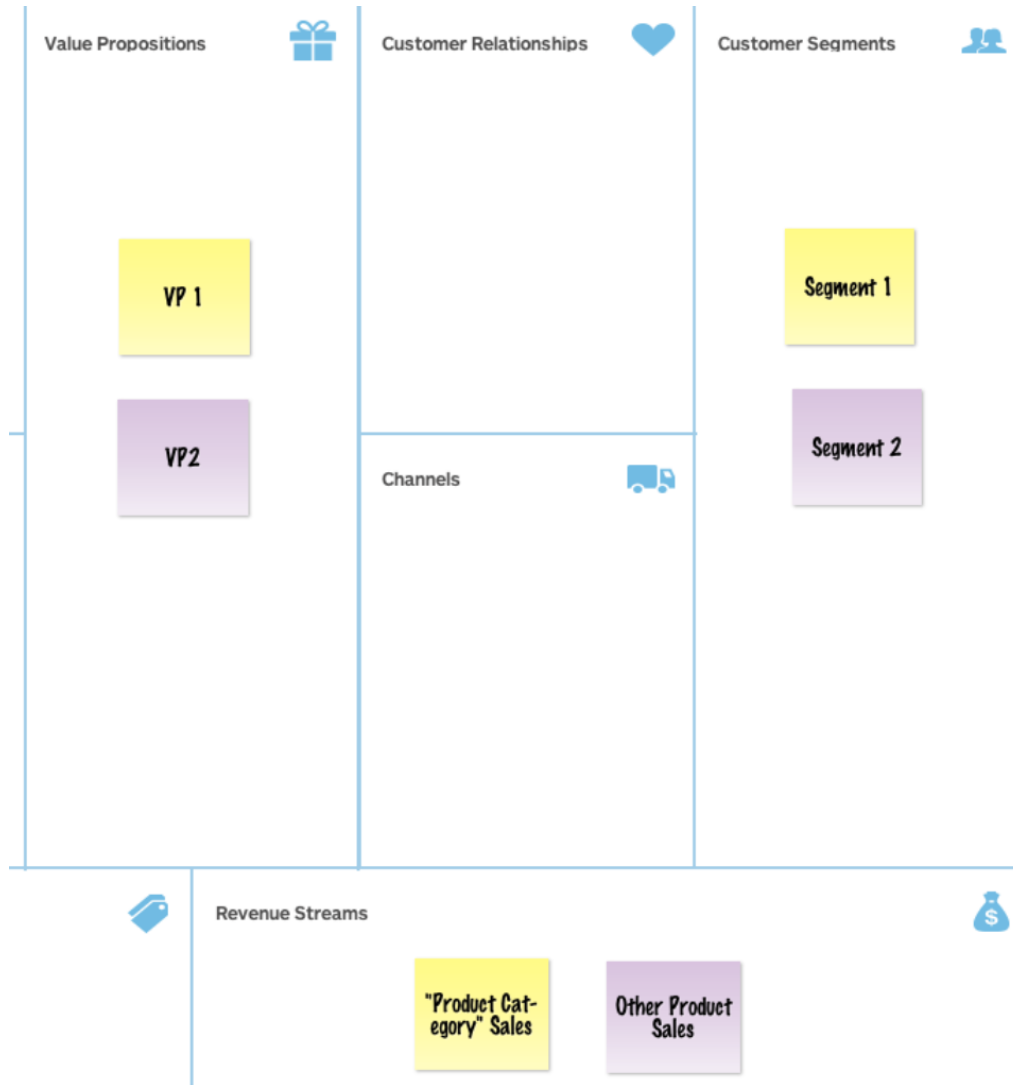 Value Propositions
Customer Relationships
Customer Segments
VP 1
Segment 1
VP2
Segment 2
Channels
Revenue Streams
$
"Product Cat-
egory" Sales
Other Product
Sales